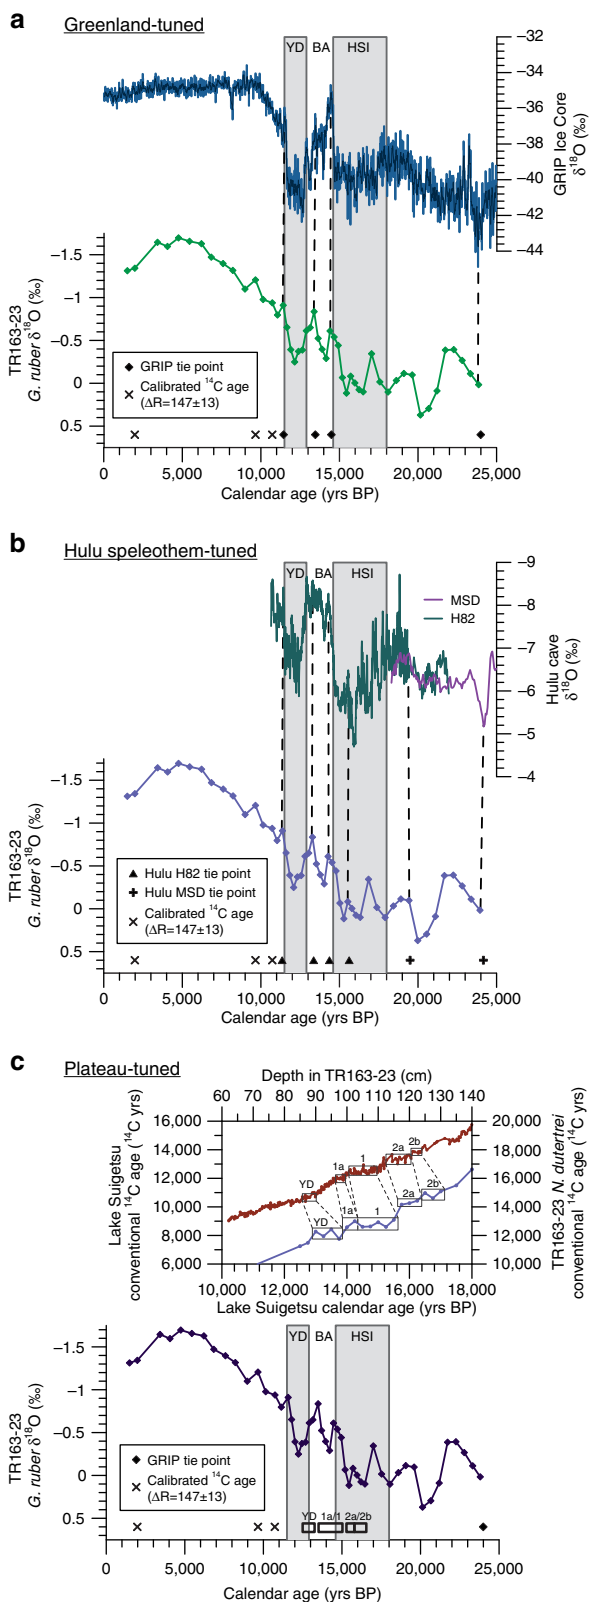 a
Greenland-tuned
YD
BA
HSI
−32
−34
−36
−38
−40
−42
−44
GRIP Ice Core
δ18O (‰)
−1.5
−1
−0.5
0
0.5
TR163-23
G. ruber δ18O (‰)
GRIP tie point
Calibrated 14C age
(ΔR=147±13)
0
5,000
10,000
15,000
20,000
25,000
Calendar age (yrs BP)
b
Hulu speleothem-tuned
YD
BA
HSI
MSD
H82
−9
−8
−7
−6
−5
−4
Hulu cave
δ18O (‰)
−1.5
−1
−0.5
0
0.5
TR163-23
G. ruber δ18O (‰)
Hulu H82 tie point
Hulu MSD tie point
Calibrated 14C age
(ΔR=147±13)
0
5,000
10,000
15,000
20,000
25,000
Calendar age (yrs BP)
c
Plateau-tuned
Depth in TR163-23 (cm)
60
70
80
90
100
110
120
130
140
16,000
14,000
12,000
10,000
8,000
6,000
Lake Suigetsu
conventional 14C age (14C yrs)
20,000
18,000
16,000
14,000
12,000
10,000
TR163-23 N. dutertrei
conventional 14C age (14C yrs)
YD
1a
1
2a
2b
YD
1a
1
2a
2b
10,000
12,000
14,000
16,000
18,000
Lake Suigetsu calendar age (yrs BP)
YD
BA
HSI
−1.5
−1
−0.5
0
0.5
TR163-23
G. ruber δ18O (‰)
GRIP tie point
Calibrated 14C age
(ΔR=147±13)
YD
1a/1
2a/2b
0
5,000
10,000
15,000
20,000
25,000
Calendar age (yrs BP)